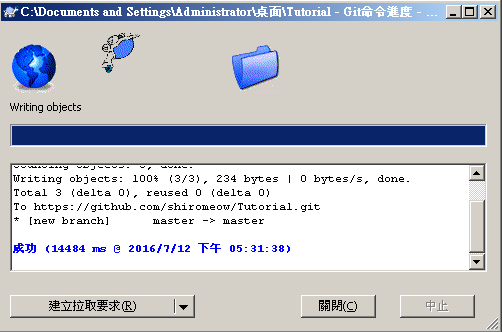 C:\Documents and Settings\Administrator\桌面\Tutorial - Git命令進度 - ...
Writing objects
Counting objects: 3, done.
Writing objects: 100% (3/3), 234 bytes | 0 bytes/s, done.
Total 3 (delta 0), reused 0 (delta 0)
To https://github.com/shiromeow/Tutorial.git
* [new branch]      master -> master
成功 (14484 ms @ 2016/7/12 下午 05:31:38)
建立拉取要求(R)
關閉(C)
中止